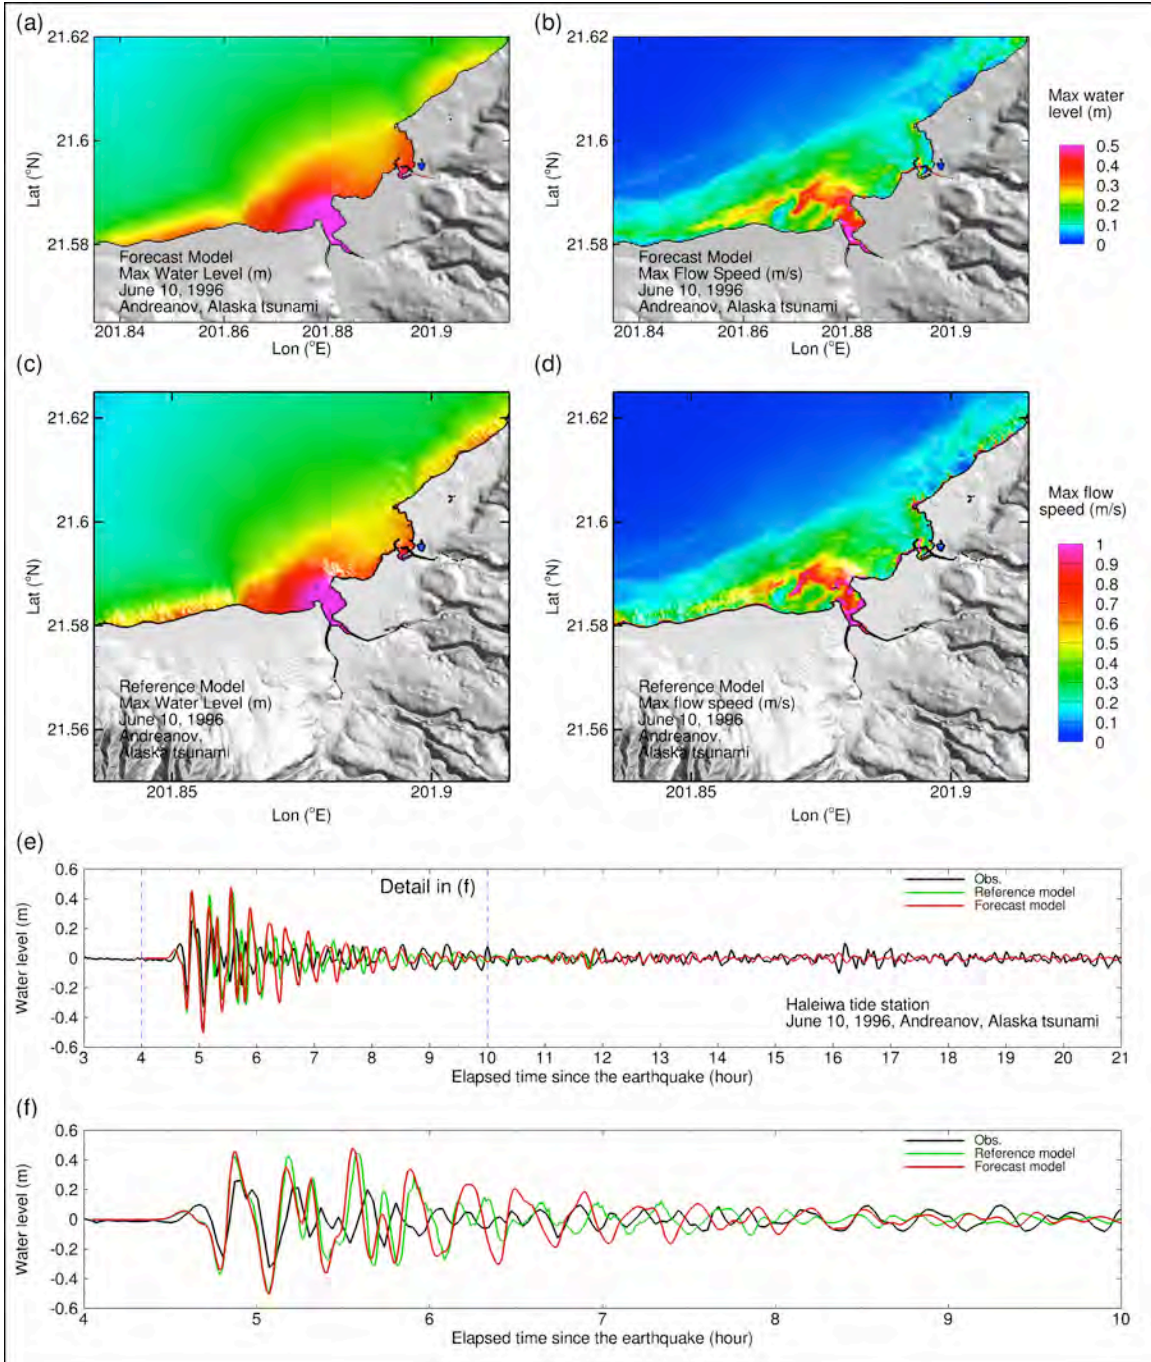 (a)
21.62
21.6
21.58
Lat (°N)
Forecast Model
Max Water Level (m)
June 10, 1996
Andreanov, Alaska tsunami
201.84
201.86
201.88
201.9
Lon (°E)
(b)
21.62
21.6
21.58
Lat (°N)
Forecast Model
Max Flow Speed (m/s)
June 10, 1996
Andreanov, Alaska tsunami
201.84
201.86
201.88
201.9
Lon (°E)
Max water
level (m)
0.5
0.4
0.3
0.2
0.1
0
(c)
21.62
21.6
21.58
21.56
Lat (°N)
Reference Model
Max Water Level (m)
June 10, 1996
Andreanov,
Alaska tsunami
201.85
201.9
Lon (°E)
(d)
21.62
21.6
21.58
21.56
Lat (°N)
Reference Model
Max flow speed (m/s)
June 10, 1996
Andreanov,
Alaska tsunami
201.85
201.9
Lon (°E)
Max flow
speed (m/s)
1
0.9
0.8
0.7
0.6
0.5
0.4
0.3
0.2
0.1
0
(e)
0.6
0.4
0.2
0
-0.2
-0.4
-0.6
Water level (m)
Detail in (f)
Obs.
Reference model
Forecast model
Haleiwa tide station
June 10, 1996, Andreanov, Alaska tsunami
3 4 5 6 7 8 9 10 11 12 13 14 15 16 17 18 19 20 21
Elapsed time since the earthquake (hour)
(f)
0.6
0.4
0.2
0
-0.2
-0.4
-0.6
Water level (m)
Obs.
Reference model
Forecast model
4 5 6 7 8 9 10
Elapsed time since the earthquake (hour)